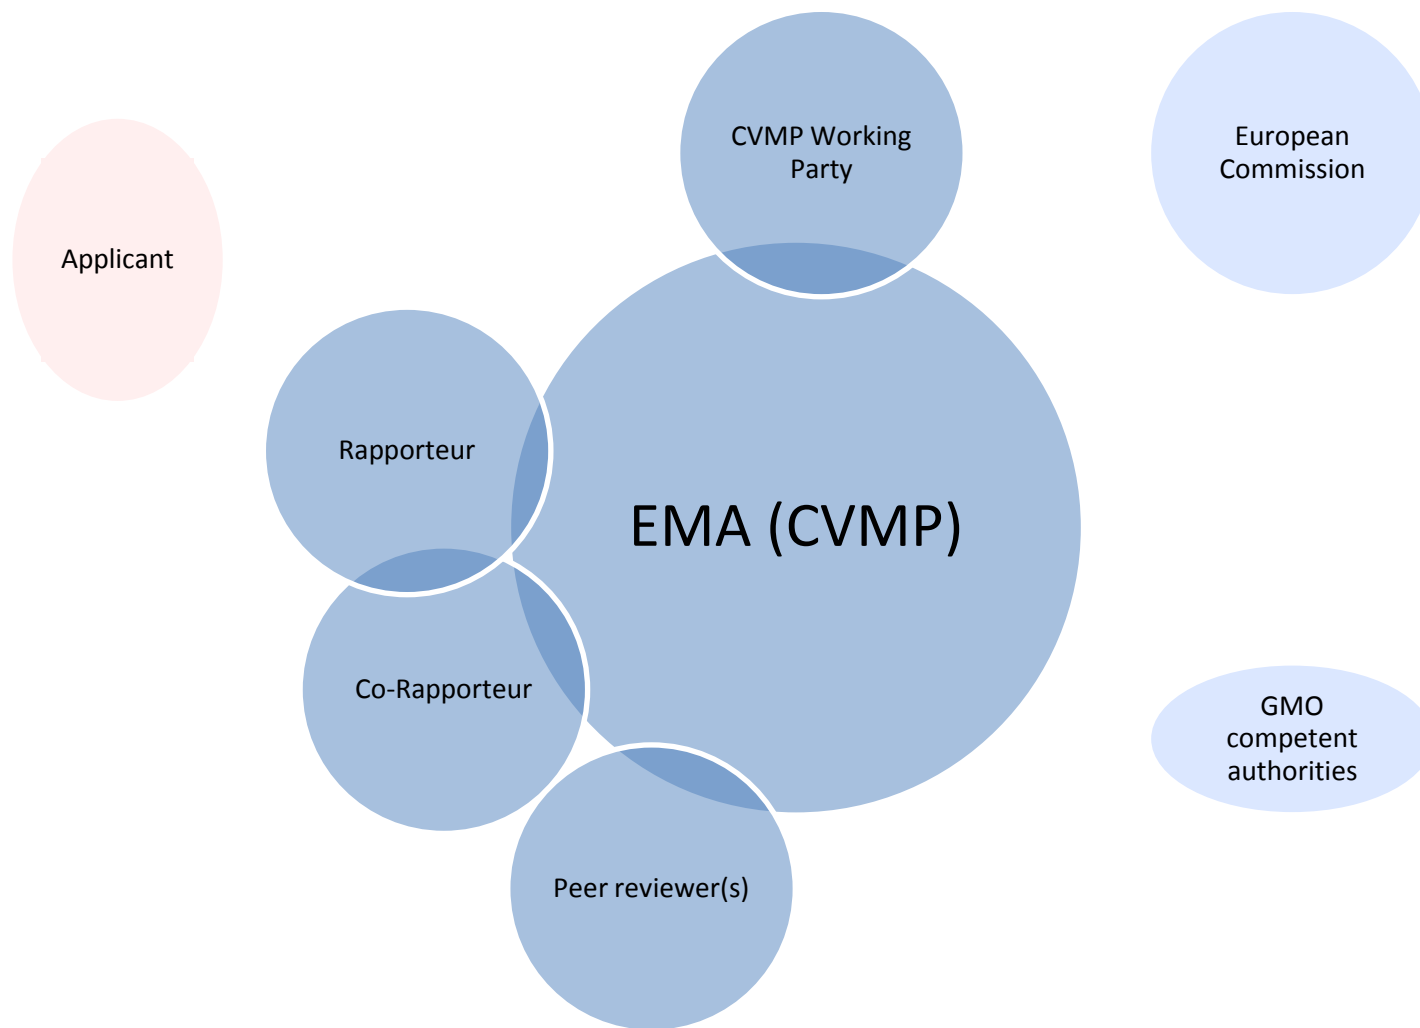 CVMP Working
Party
European
Commission
Applicant
Rapporteur
EMA (CVMP)
Co-Rapporteur
GMO
competent
authorities
Peer reviewer(s)